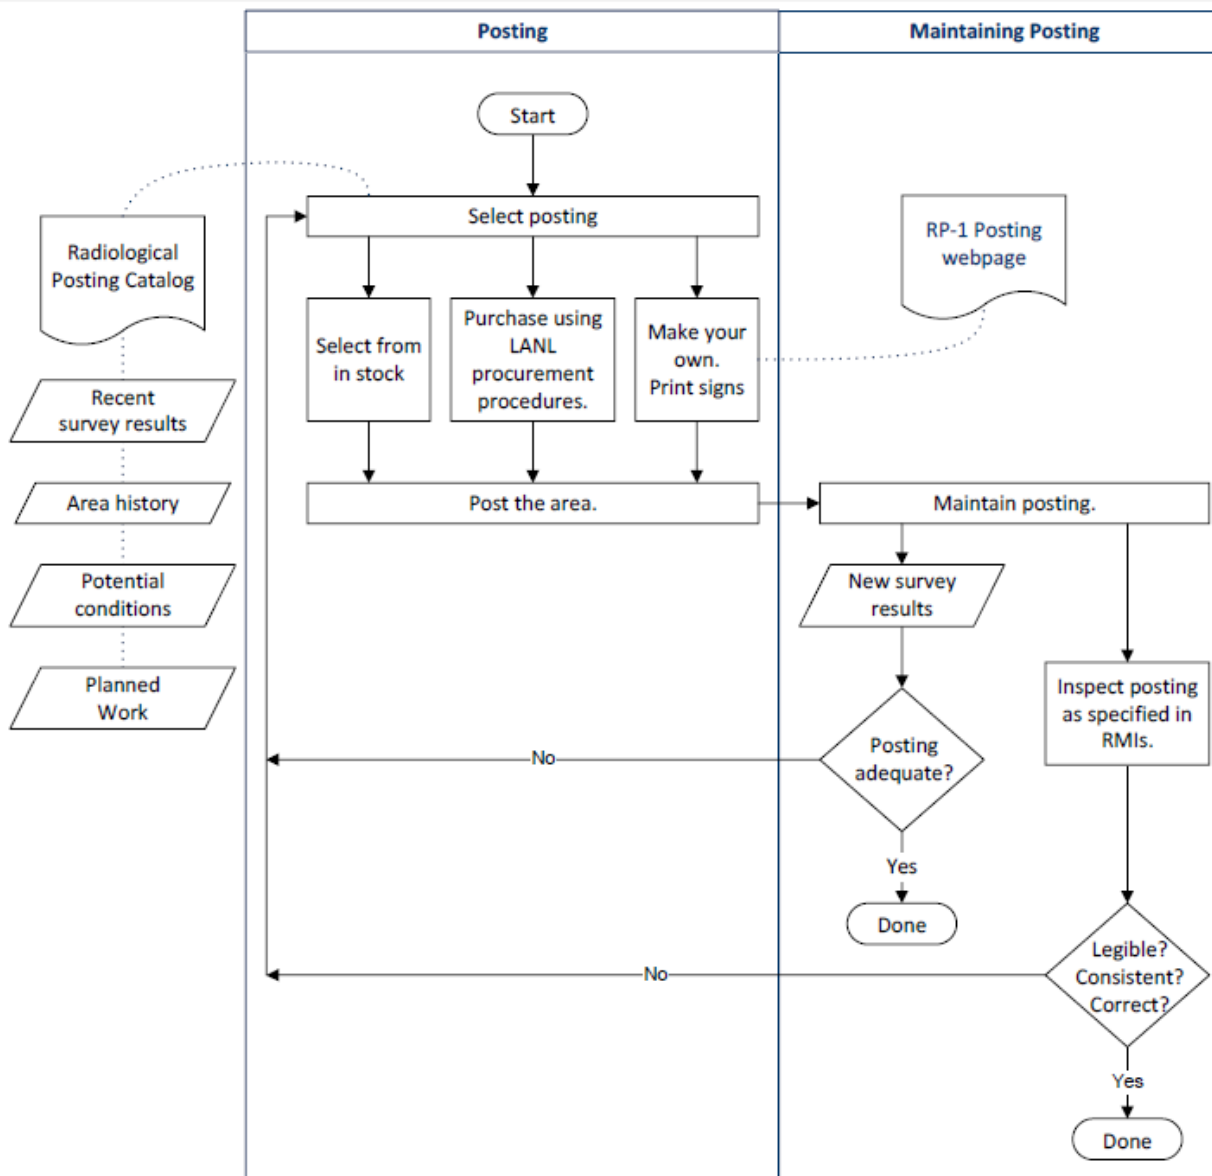 Posting
Maintaining Posting
Start
Select posting
Radiological
Posting Catalog
RP-1 Posting
webpage
Select from
in stock
Purchase using
LANL
procurement
procedures.
Make your
own.
Print signs
Recent
survey results
Area history
Post the area.
Maintain posting.
Potential
conditions
New survey
results
Planned
Work
Inspect posting
as specified in
RMIs.
Posting
adequate?
No
Yes
Done
Legible?
Consistent?
Correct?
No
Yes
Done